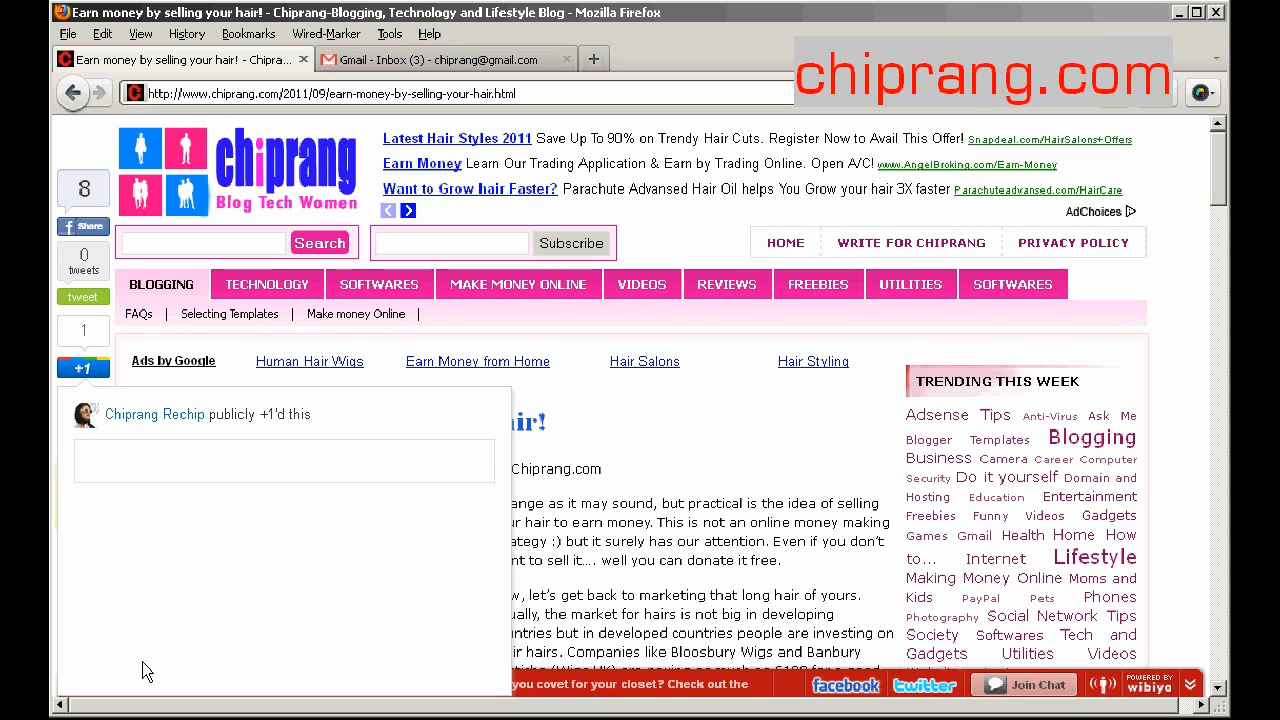 Earn money by selling your hair! - Chiprang-Blogging, Technology and Lifestyle Blog - Mozilla Firefox
File Edit View History Bookmarks Wired-Marker Tools Help
Earn money by selling your hair! - Chipra...
Gmail - Inbox (3) - chiprang@gmail.com
chiprang.com
http://www.chiprang.com/2011/09/earn-money-by-selling-your-hair.html
chiprang
Blog Tech Women
Latest Hair Styles 2011 Save Up To 90% on Trendy Hair Cuts. Register Now to Avail This Offer! Snapdeal.com/HairSalons+Offers
Earn Money Learn Our Trading Application & Earn by Trading Online. Open A/C! www.AngelBroking.com/Earn-Money
Want to Grow hair Faster? Parachute Advansed Hair Oil helps You Grow your hair 3X faster Parachuteadvansed.com/HairCare
AdChoices
8
Share
0
tweets
tweet
1
+1
Search
Subscribe
HOME WRITE FOR CHIPRANG PRIVACY POLICY
BLOGGING TECHNOLOGY SOFTWARES MAKE MONEY ONLINE VIDEOS REVIEWS FREEBIES UTILITIES SOFTWARES
FAQs | Selecting Templates | Make money Online |
Ads by Google Human Hair Wigs Earn Money from Home Hair Salons Hair Styling
Chiprang Rechip publicly +1'd this
air!
Chiprang.com
ange as it may sound, but practical is the idea of selling
ur hair to earn money. This is not an online money making
ategy :) but it surely has our attention. Even if you don't
nt to sell it.... well you can donate it free.
w, let's get back to marketing that long hair of yours.
ually, the market for hairs is not big in developing
untries but in developed countries people are investing on
ir hairs. Companies like Bloosbury Wigs and Banbury
TRENDING THIS WEEK
Adsense Tips Anti-Virus Ask Me
Blogger Templates Blogging
Business Camera Career Computer
Security Do it yourself Domain and
Hosting Education Entertainment
Freebies Funny Videos Gadgets
Games Gmail Health Home How
to... Internet Lifestyle
Making Money Online Moms and
Kids PayPal Pets Phones
Photography Social Network Tips
Society Softwares Tech and
Gadgets Utilities Videos
you covet for your closet? Check out the
facebook twitter Join Chat
POWERED BY
wibiya